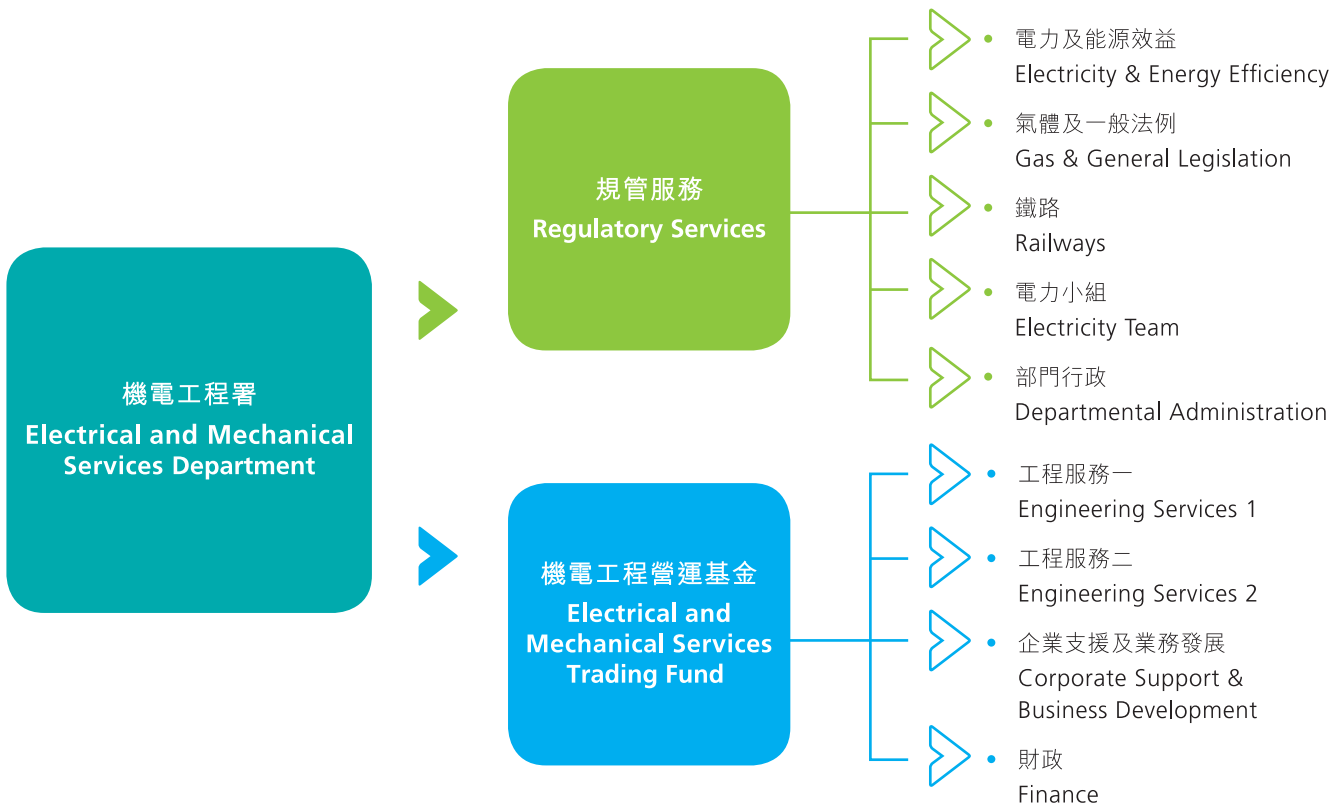 機電工程署
Electrical and Mechanical
Services Department
規管服務
Regulatory Services
• 電力及能源效益
Electricity & Energy Efficiency
• 氣體及一般法例
Gas & General Legislation
• 鐵路
Railways
• 電力小組
Electricity Team
• 部門行政
Departmental Administration
機電工程營運基金
Electrical and
Mechanical Services
Trading Fund
• 工程服務一
Engineering Services 1
• 工程服務二
Engineering Services 2
• 企業支援及業務發展
Corporate Support &
Business Development
• 財政
Finance